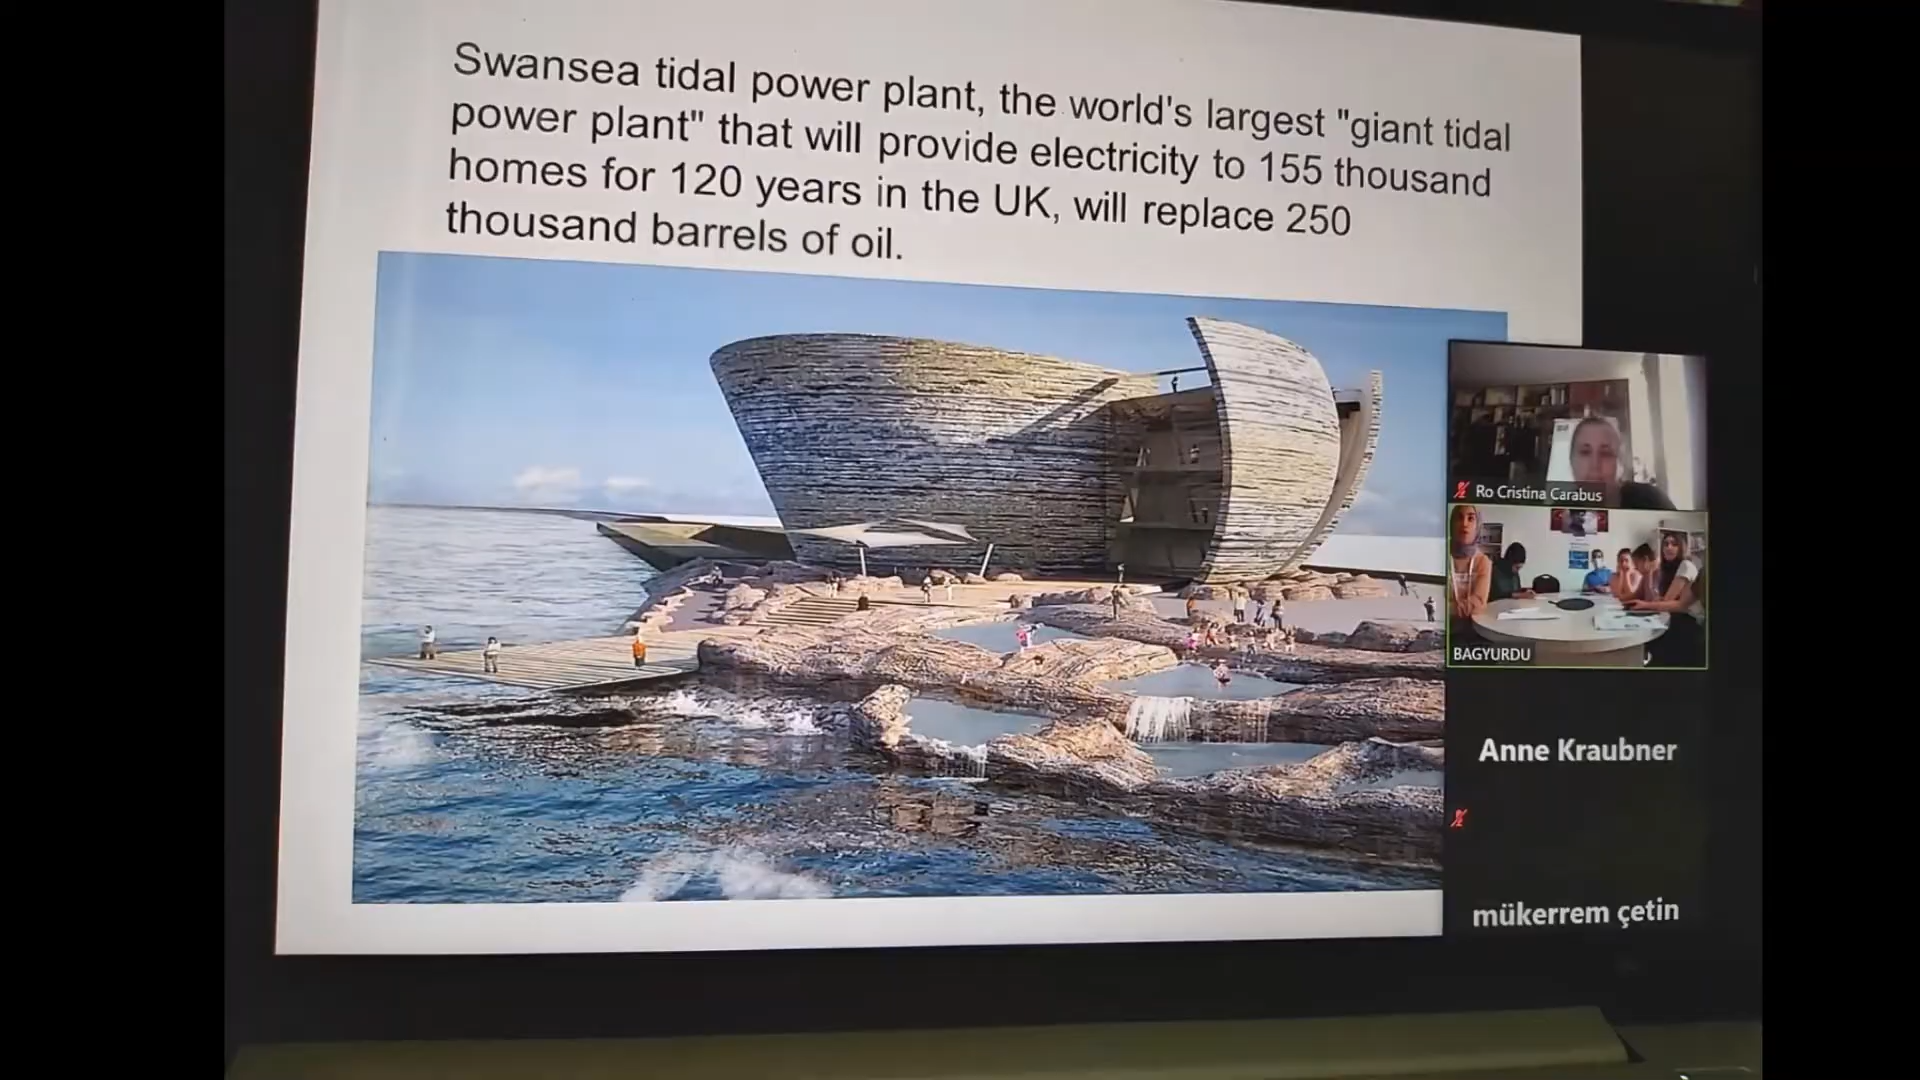 Swansea tidal power plant, the world's largest "giant tidal
power plant" that will provide electricity to 155 thousand
homes for 120 years in the UK, will replace 250
thousand barrels of oil.
Ro Cristina Carabus
BAGYURDU
Anne Kraubner
mükerrem çetin